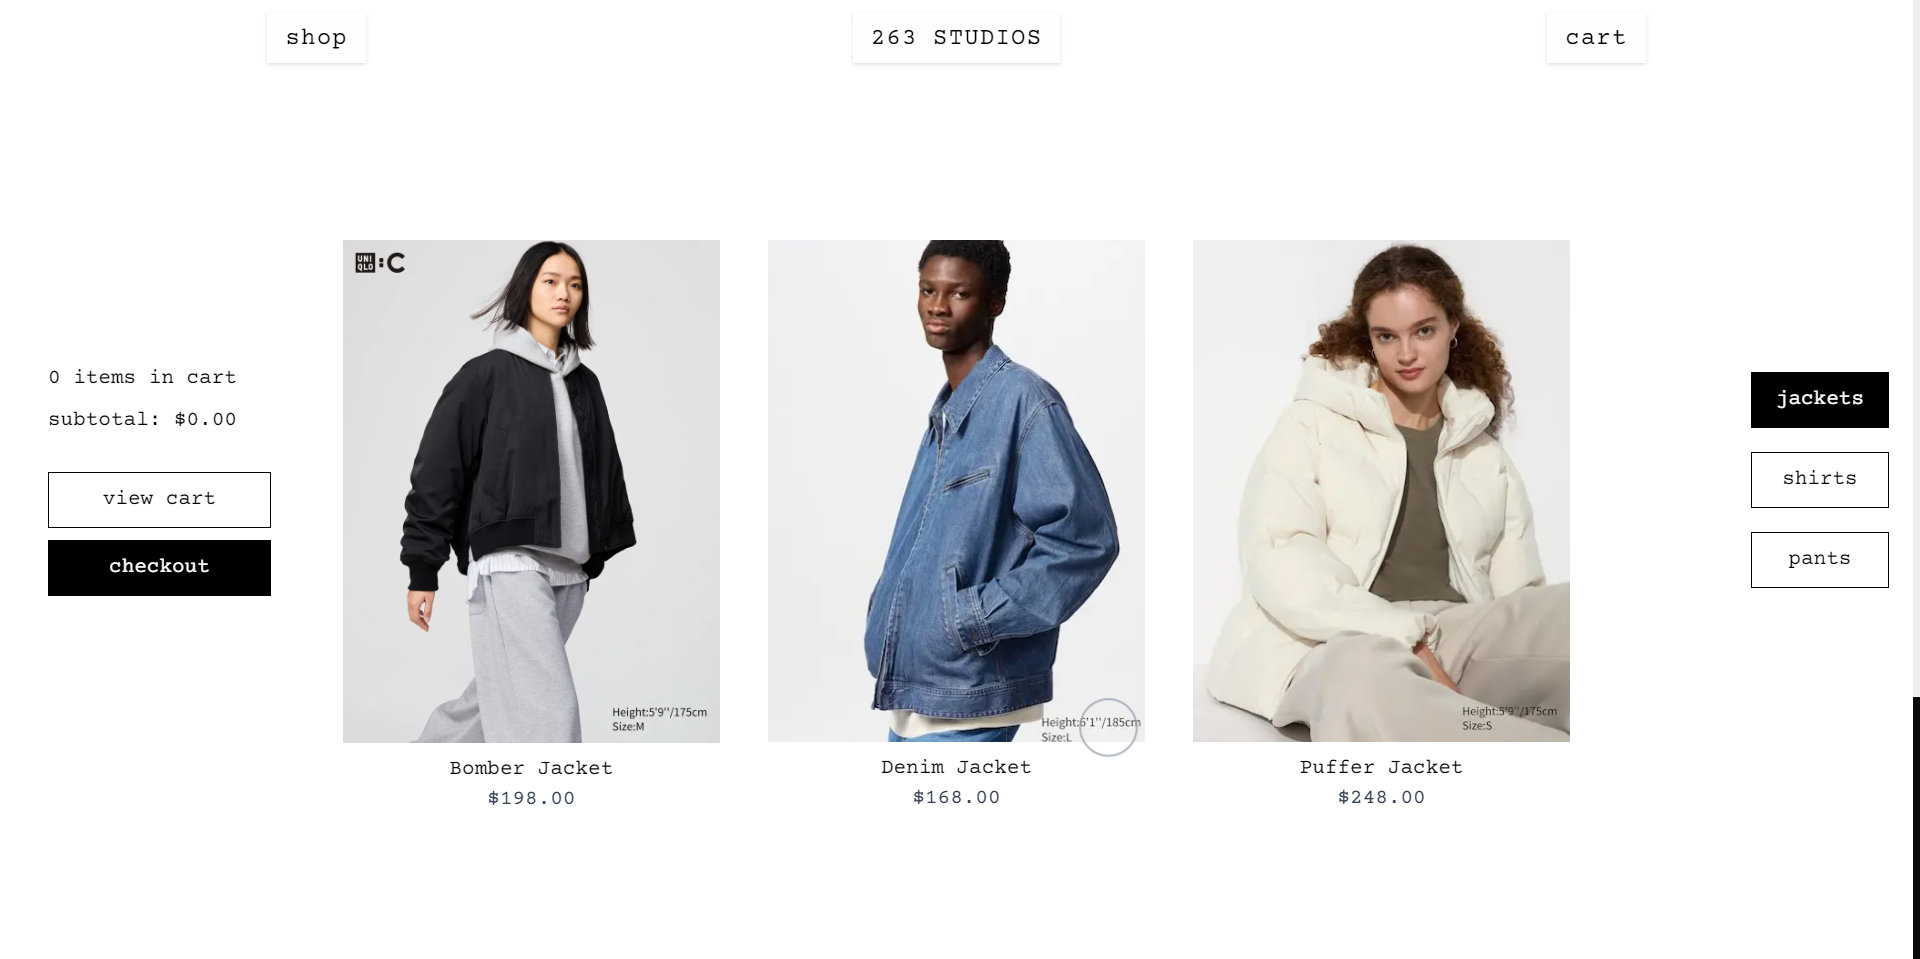 shop
263 STUDIOS
cart
0 items in cart
subtotal: $0.00
view cart
checkout
UNI
QLO
:C
Height:5'9''/175cm
Size:M
Bomber Jacket
$198.00
Height:6'1''/185cm
Size:L
Denim Jacket
$168.00
Height:5'9''/175cm
Size:S
Puffer Jacket
$248.00
jackets
shirts
pants